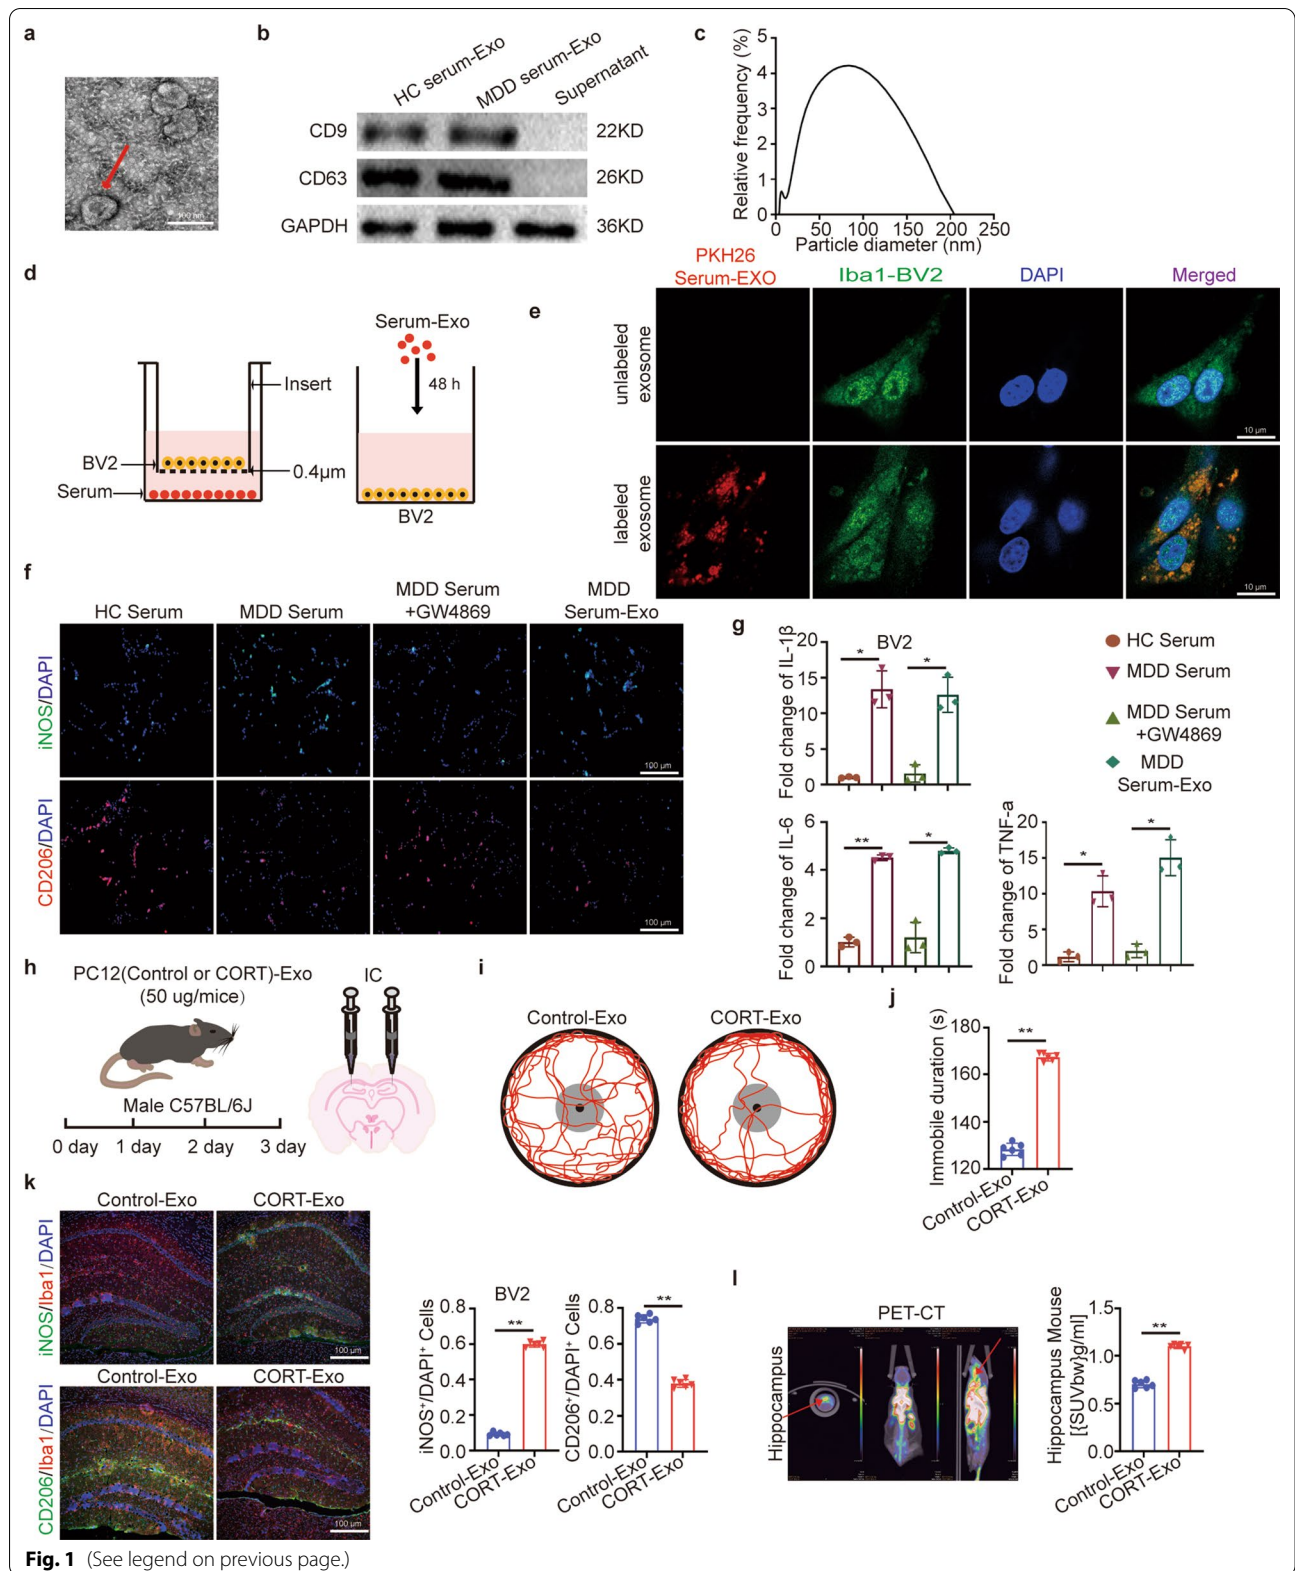 a
100 nm
b
HC serum-Exo
MDD serum-Exo
Supernatant
CD9
22KD
CD63
26KD
GAPDH
36KD
c
Relative frequency (%)
5
4
3
2
1
0
0 50 100 150 200 250
Particle diameter (nm)
d
Insert
BV2
0.4μm
Serum
Serum-Exo
48 h
BV2
e
PKH26
Serum-EXO
Iba1-BV2
DAPI
Merged
unlabeled
exosome
10 μm
labeled
exosome
10 μm
f
HC Serum
MDD Serum
MDD Serum
+GW4869
MDD
Serum-Exo
iNOS/DAPI
100 μm
CD206/DAPI
100 μm
g
BV2
Fold change of IL-1β
20
15
10
5
0
*
*
HC Serum
MDD Serum
MDD Serum
+GW4869
MDD
Serum-Exo
Fold change of IL-6
6
4
2
0
**
*
Fold change of TNF-a
20
15
10
5
0
*
*
h
PC12(Control or CORT)-Exo
(50 ug/mice)
IC
Male C57BL/6J
0 day 1 day 2 day 3 day
i
Control-Exo
CORT-Exo
j
Immobile duration (s)
180
160
140
120
**
Control-Exo
CORT-Exo
k
Control-Exo
CORT-Exo
iNOS/Iba1/DAPI
100 μm
Control-Exo
CORT-Exo
CD206/Iba1/DAPI
100 μm
BV2
iNOS⁺/DAPI⁺ Cells
0.8
0.6
0.4
0.2
0.0
**
Control-Exo
CORT-Exo
CD206⁺/DAPI⁺ Cells
0.8
0.6
0.4
0.2
0.0
**
Control-Exo
CORT-Exo
l
PET-CT
Hippocampus
Hippocampus Mouse
[{SUVbw}g/ml]
1.5
1.0
0.5
0.0
**
Control-Exo
CORT-Exo
Fig. 1 (See legend on previous page.)